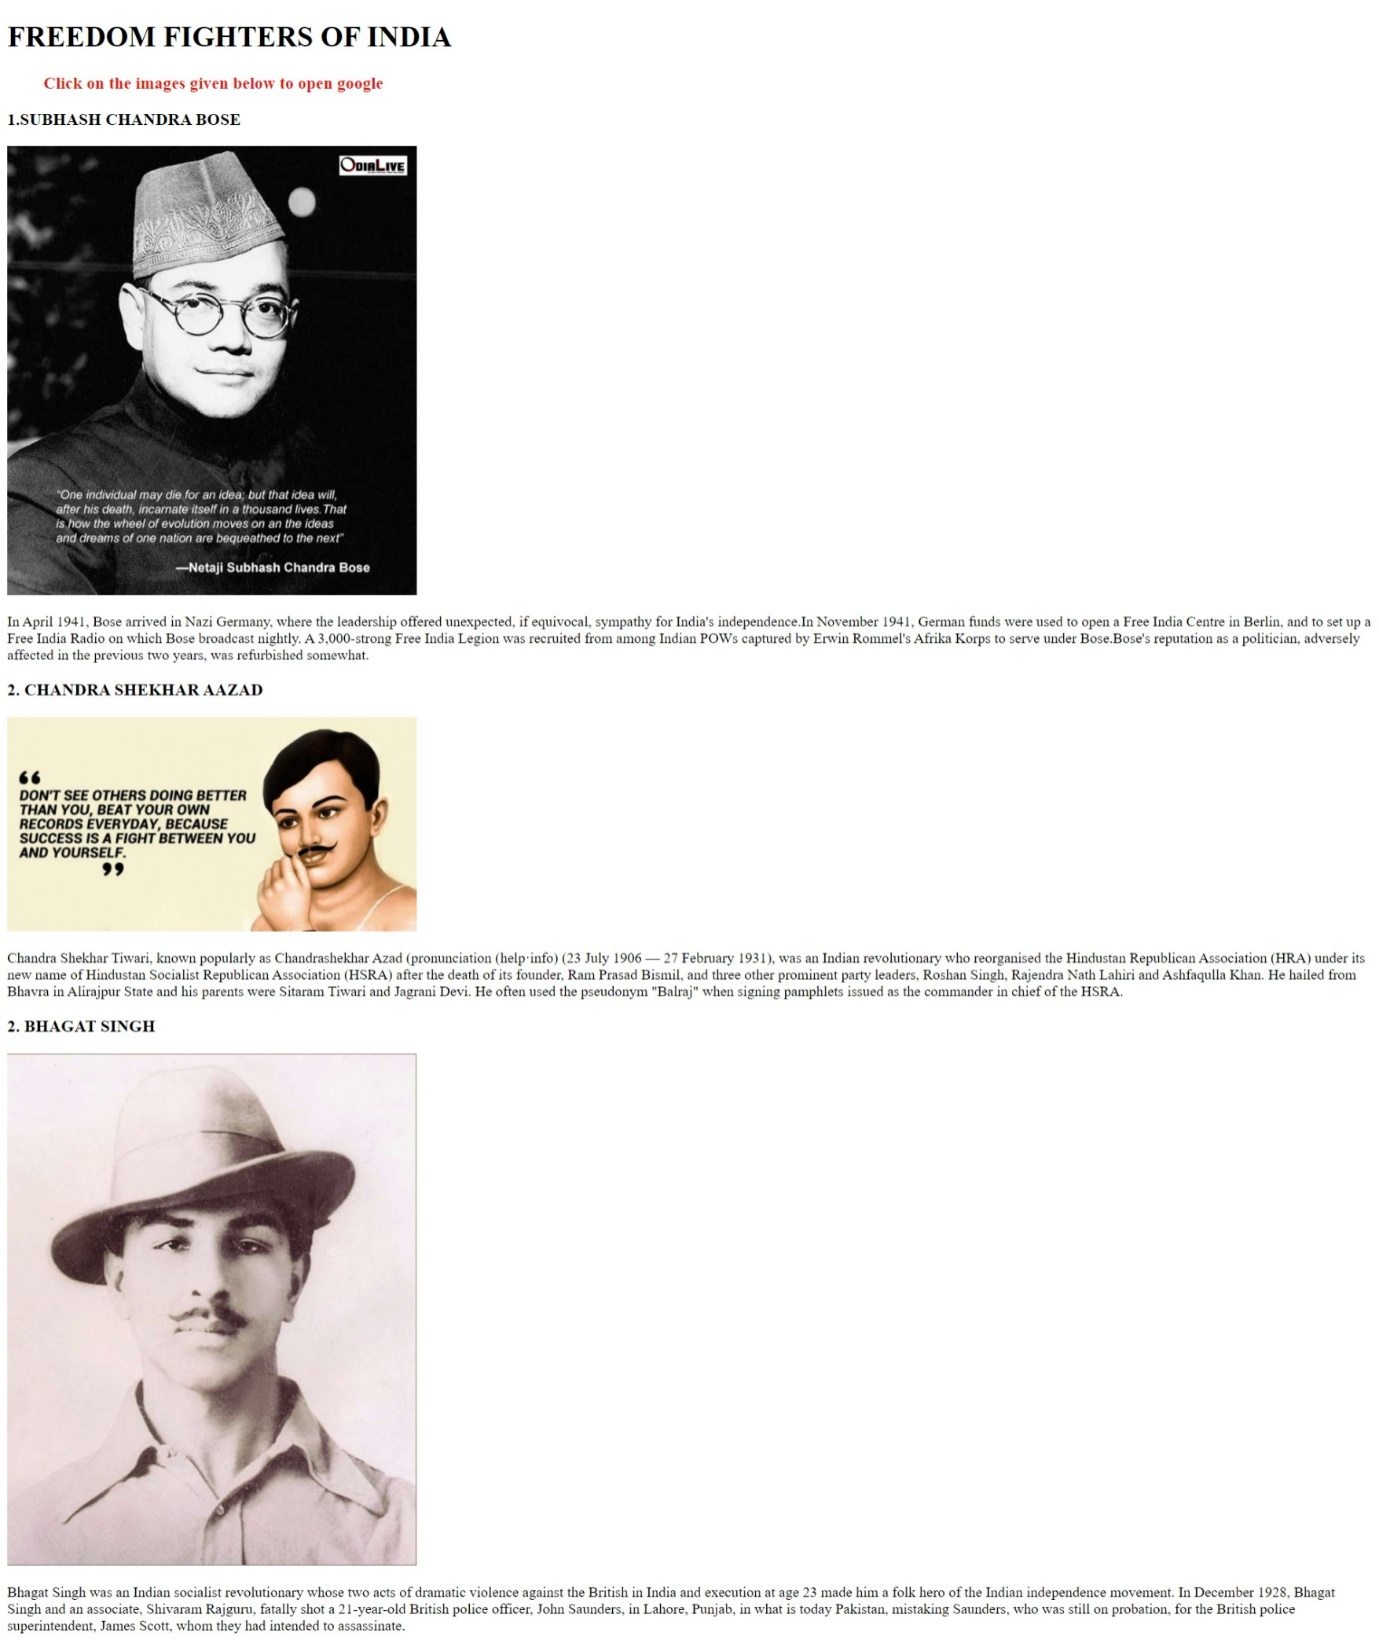 FREEDOM FIGHTERS OF INDIA
Click on the images given below to open google
1.SUBHASH CHANDRA BOSE
ODIALIVE
"One individual may die for an idea; but that idea will,
after his death, incarnate itself in a thousand lives. That
is how the wheel of evolution moves on an the ideas
and dreams of one nation are bequeathed to the next"
—Netaji Subhash Chandra Bose
In April 1941, Bose arrived in Nazi Germany, where the leadership offered unexpected, if equivocal, sympathy for India's independence.In November 1941, German funds were used to open a Free India Centre in Berlin, and to set up a
Free India Radio on which Bose broadcast nightly. A 3,000-strong Free India Legion was recruited from among Indian POWs captured by Erwin Rommel's Afrika Korps to serve under Bose.Bose's reputation as a politician, adversely
affected in the previous two years, was refurbished somewhat.
2. CHANDRA SHEKHAR AAZAD
“
DON'T SEE OTHERS DOING BETTER
THAN YOU, BEAT YOUR OWN
RECORDS EVERYDAY, BECAUSE
SUCCESS IS A FIGHT BETWEEN YOU
AND YOURSELF.
”
Chandra Shekhar Tiwari, known popularly as Chandrashekhar Azad (pronunciation (help·info) (23 July 1906 — 27 February 1931), was an Indian revolutionary who reorganised the Hindustan Republican Association (HRA) under its
new name of Hindustan Socialist Republican Association (HSRA) after the death of its founder, Ram Prasad Bismil, and three other prominent party leaders, Roshan Singh, Rajendra Nath Lahiri and Ashfaqulla Khan. He hailed from
Bhavra in Alirajpur State and his parents were Sitaram Tiwari and Jagrani Devi. He often used the pseudonym "Balraj" when signing pamphlets issued as the commander in chief of the HSRA.
2. BHAGAT SINGH
Bhagat Singh was an Indian socialist revolutionary whose two acts of dramatic violence against the British in India and execution at age 23 made him a folk hero of the Indian independence movement. In December 1928, Bhagat
Singh and an associate, Shivaram Rajguru, fatally shot a 21-year-old British police officer, John Saunders, in Lahore, Punjab, in what is today Pakistan, mistaking Saunders, who was still on probation, for the British police
superintendent, James Scott, whom they had intended to assassinate.